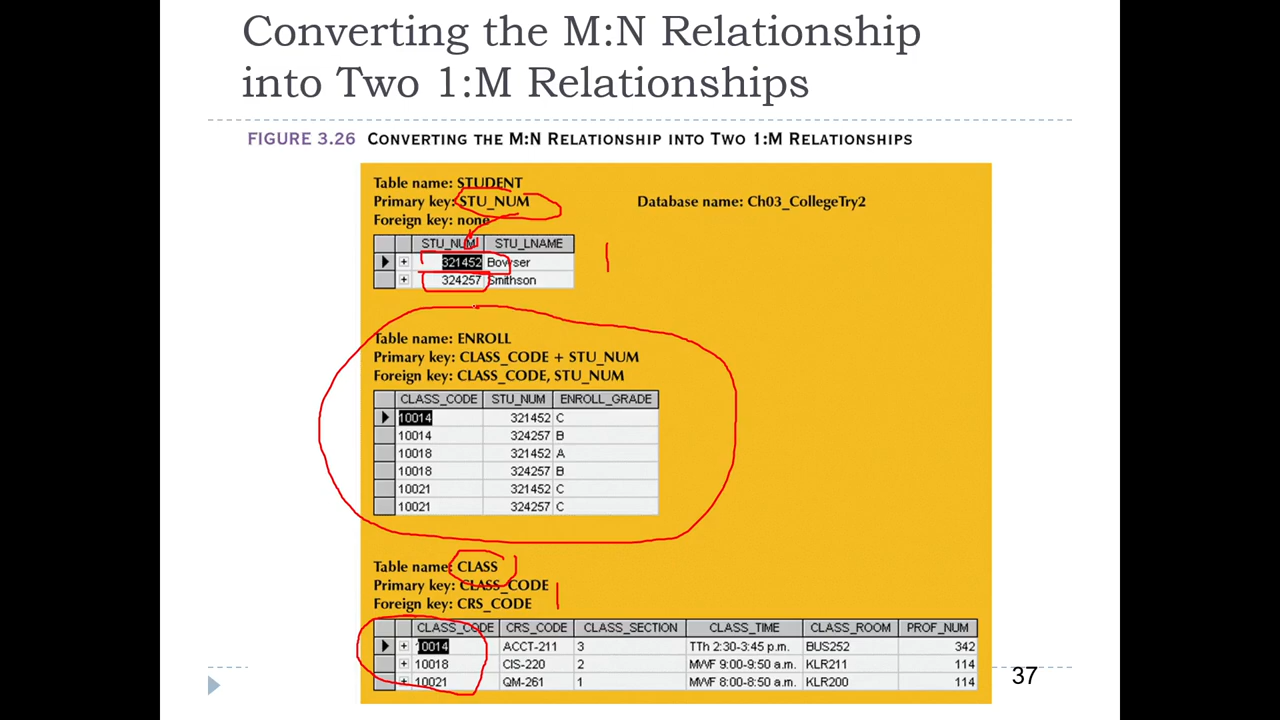 Converting the M:N Relationship
into Two 1:M Relationships
FIGURE 3.26 CONVERTING THE M:N RELATIONSHIP INTO TWO 1:M RELATIONSHIPS
Table name: STUDENT
Primary key: STU_NUM Database name: Ch03_CollegeTry2
Foreign key: none
STU_NUM STU_LNAME
321452 Bowser
324257 Smithson
Table name: ENROLL
Primary key: CLASS_CODE + STU_NUM
Foreign key: CLASS_CODE, STU_NUM
CLASS_CODE STU_NUM ENROLL_GRADE
10014 321452 C
10014 324257 B
10018 321452 A
10018 324257 B
10021 321452 C
10021 324257 C
Table name: CLASS
Primary key: CLASS_CODE
Foreign key: CRS_CODE
CLASS_CODE CRS_CODE CLASS_SECTION CLASS_TIME CLASS_ROOM PROF_NUM
10014 ACCT-211 3 TTh 2:30-3:45 p.m. BUS252 342
10018 CIS-220 2 MWF 9:00-9:50 a.m. KLR211 114
10021 QM-261 1 MWF 8:00-8:50 a.m. KLR200 114
37